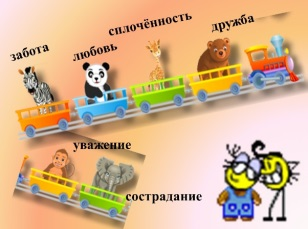 забота
любовь
сплочённость
дружба
уважение
сострадание